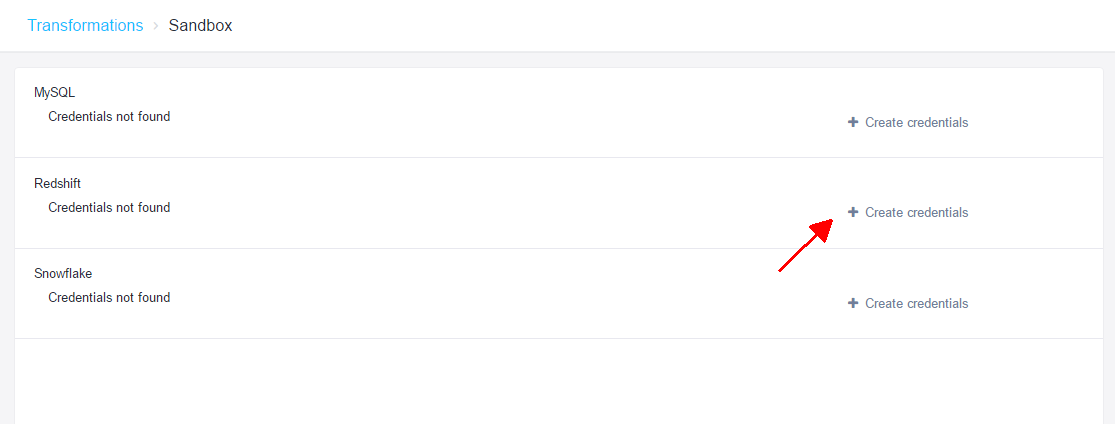 Transformations › Sandbox
MySQL
Credentials not found
+ Create credentials
Redshift
Credentials not found
+ Create credentials
Snowflake
Credentials not found
+ Create credentials